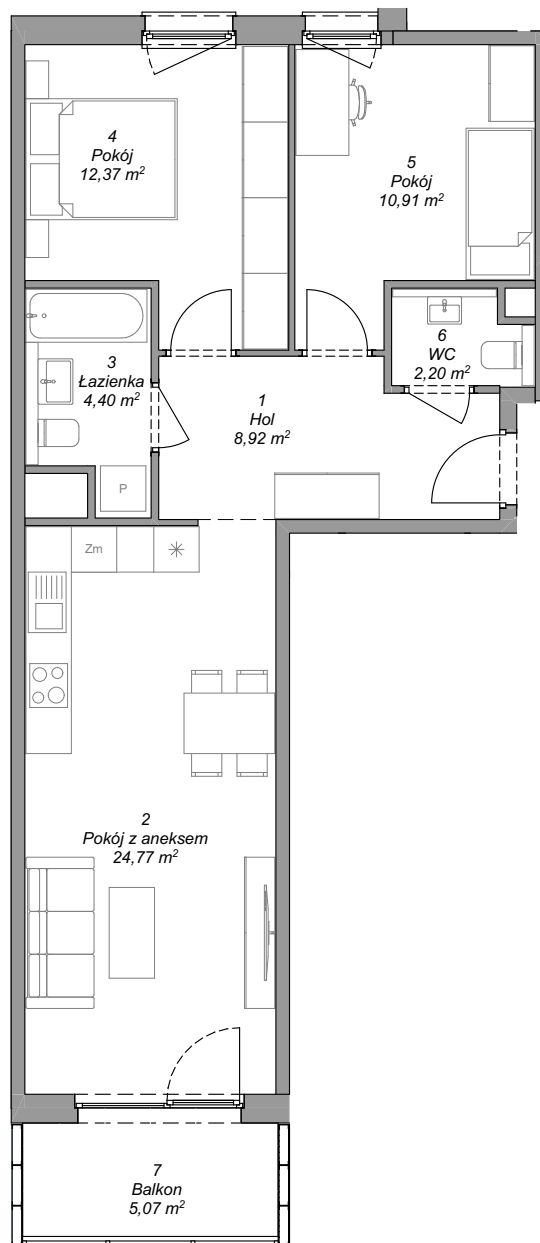 4
Pokój
12,37 m²
5
Pokój
10,91 m²
6
WC
2,20 m²
3
Łazienka
4,40 m²
1
Hol
8,92 m²
P
Zm
2
Pokój z aneksem
24,77 m²
7
Balkon
5,07 m²